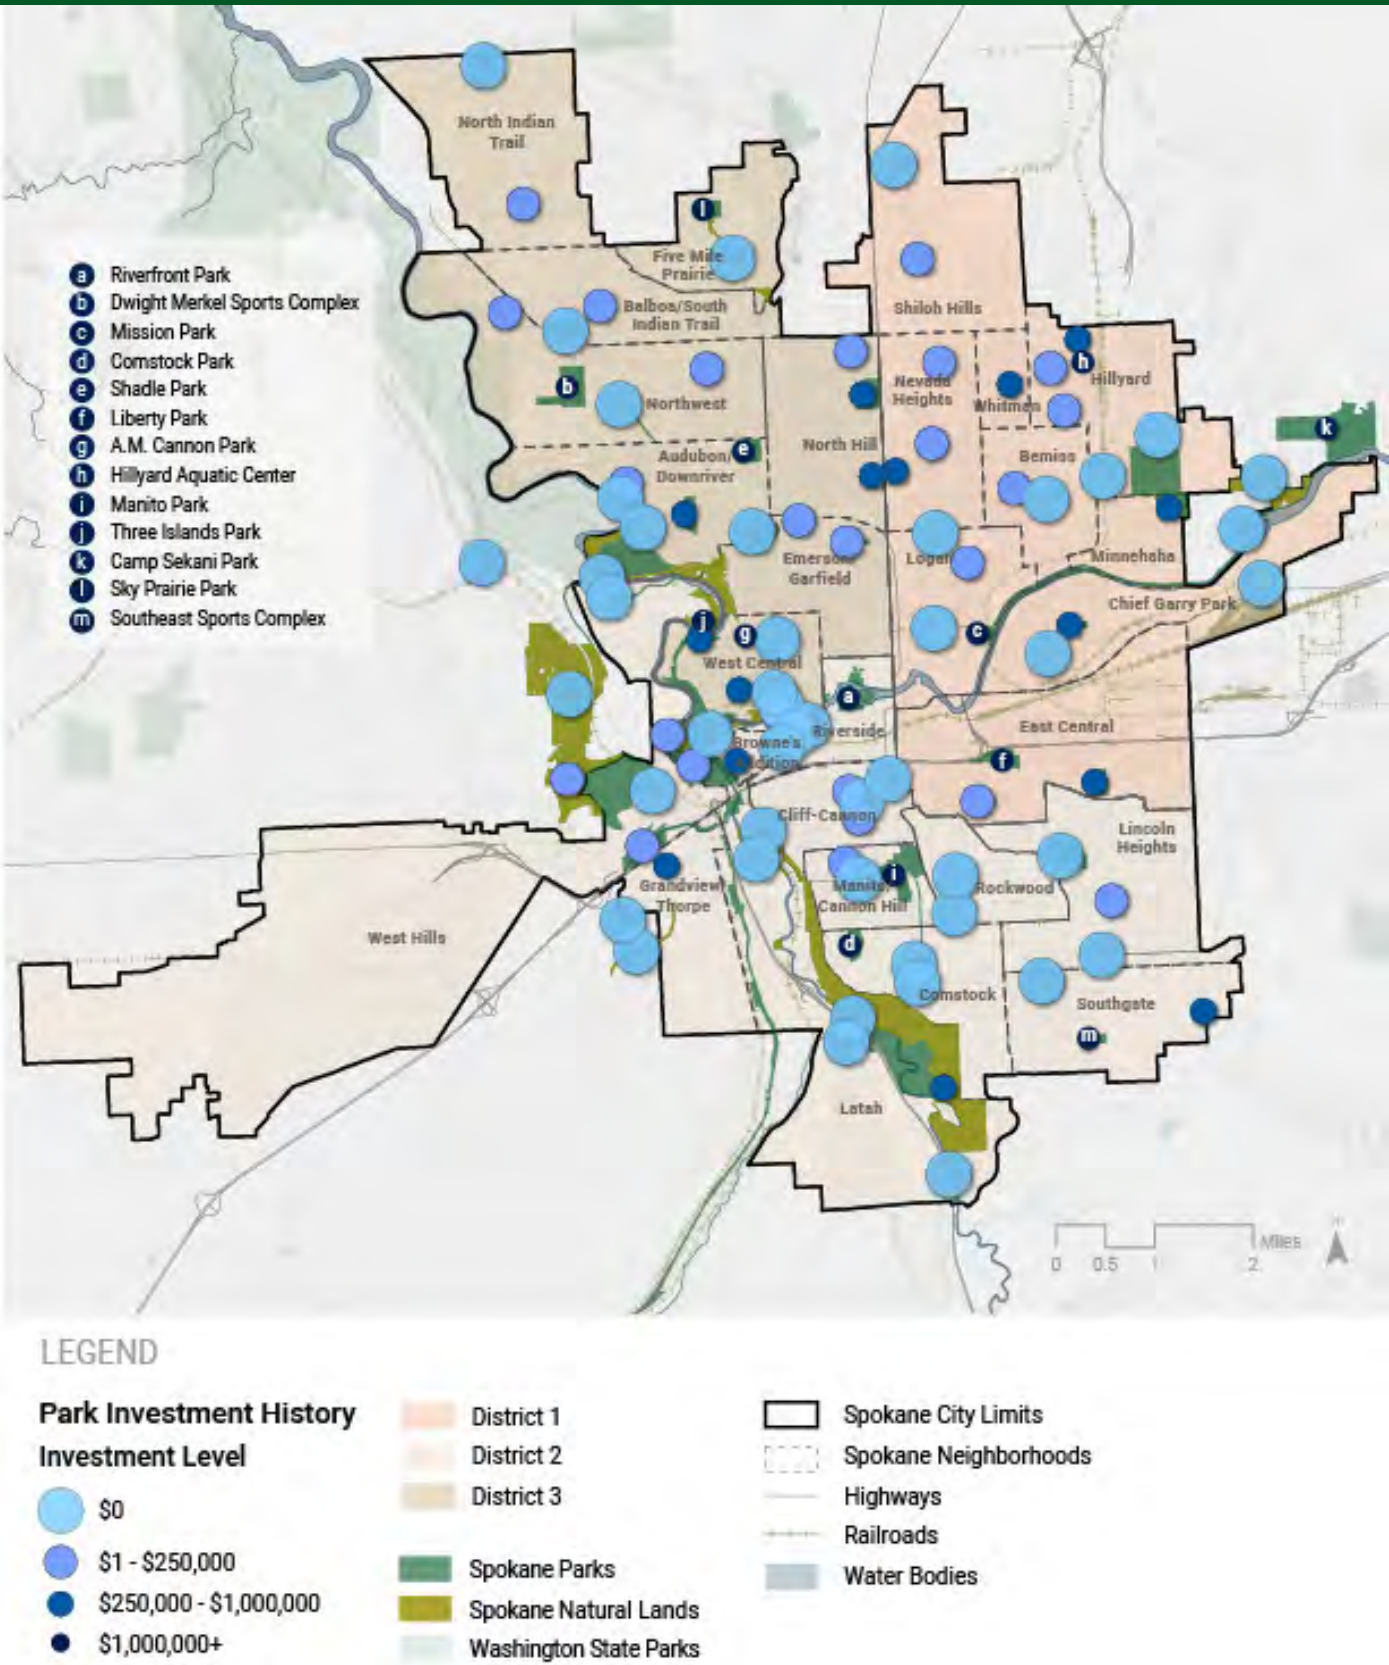 North Indian
Trail
l
Five Mile
Prairie
a Riverfront Park
b Dwight Merkel Sports Complex
c Mission Park
d Comstock Park
e Shadle Park
f Liberty Park
g A.M. Cannon Park
h Hillyard Aquatic Center
i Manito Park
j Three Islands Park
k Camp Sekani Park
l Sky Prairie Park
m Southeast Sports Complex
Balboa/South
Indian Trail
Shiloh Hills
h
Hillyard
Nevada
Heights
Whitman
b
Northwest
k
North Hill
e
Audubon/
Downriver
Bemiss
Emerson/
Garfield
Logan
Minnehaha
Chief Garry Park
j
g
c
West Central
a
Riverside
East Central
Browne's
Addition
f
Cliff-Cannon
Lincoln
Heights
i
Grandview/
Thorpe
Manito/
Cannon Hill
Rockwood
West Hills
d
Comstock
Southgate
m
Latah
Miles
0 0.5 1 2
LEGEND
Park Investment History
Investment Level
$0
$1 - $250,000
$250,000 - $1,000,000
$1,000,000+
District 1
District 2
District 3
Spokane Parks
Spokane Natural Lands
Washington State Parks
Spokane City Limits
Spokane Neighborhoods
Highways
Railroads
Water Bodies